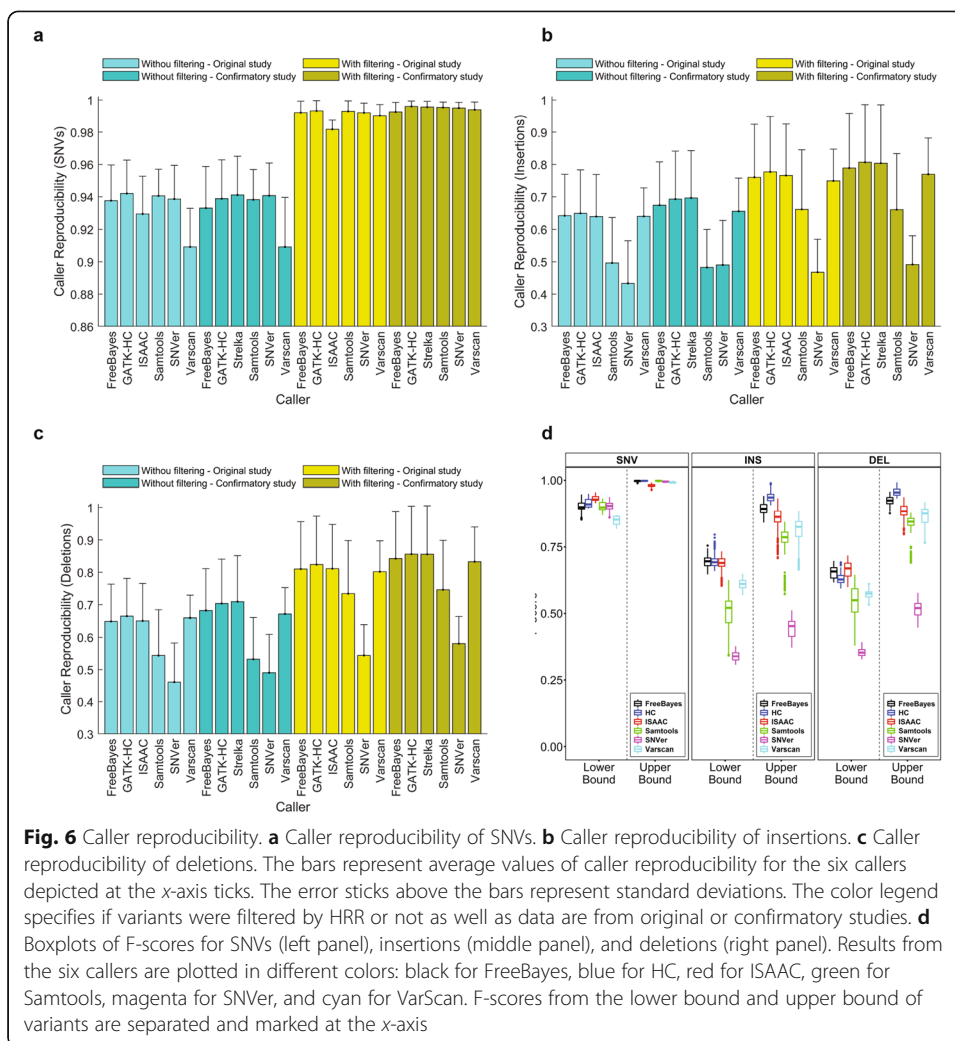 a
Withou filtering - Original study
With filtering - Original study
Without filtering - Confirmatory study
With filtering - Confirmatory study
Caller Reproducibility (SNVs)
1
0.98
0.96
0.94
0.92
0.9
0.88
0.86
FreeBayes
GATK-HC
ISAAC
Samtools
SNVer
Varscan
FreeBayes
GATK-HC
Strelka
Samtools
SNVer
Varscan
FreeBayes
GATK-HC
ISAAC
Samtools
SNVer
Varscan
FreeBayes
GATK-HC
Strelka
Samtools
SNVer
Varscan
Caller
b
Withou filtering - Original study
With filtering - Original study
Without filtering - Confirmatory study
With filtering - Confirmatory study
Caller Reproducibility (Insertions)
1
0.9
0.8
0.7
0.6
0.5
0.4
0.3
FreeBayes
GATK-HC
ISAAC
Samtools
SNVer
Varscan
FreeBayes
GATK-HC
Strelka
Samtools
SNVer
Varscan
FreeBayes
GATK-HC
ISAAC
Samtools
SNVer
Varscan
FreeBayes
GATK-HC
Strelka
Samtools
SNVer
Varscan
Caller
c
Withou filtering - Original study
With filtering - Original study
Without filtering - Confirmatory study
With filtering - Confirmatory study
Caller Reproducibility (Deletions)
1
0.9
0.8
0.7
0.6
0.5
0.4
0.3
FreeBayes
GATK-HC
ISAAC
Samtools
SNVer
Varscan
FreeBayes
GATK-HC
Strelka
Samtools
SNVer
Varscan
FreeBayes
GATK-HC
ISAAC
Samtools
SNVer
Varscan
FreeBayes
GATK-HC
Strelka
Samtools
SNVer
Varscan
Caller
d
SNV
INS
DEL
1.00
0.75
0.50
0.25
0.00
FreeBayes
HC
ISAAC
Samtools
SNVer
Varscan
FreeBayes
HC
ISAAC
Samtools
SNVer
Varscan
FreeBayes
HC
ISAAC
Samtools
SNVer
Varscan
Lower Bound
Upper Bound
Lower Bound
Upper Bound
Lower Bound
Upper Bound
Fig. 6 Caller reproducibility. a Caller reproducibility of SNVs. b Caller reproducibility of insertions. c Caller
reproducibility of deletions. The bars represent average values of caller reproducibility for the six callers
depicted at the x-axis ticks. The error sticks above the bars represent standard deviations. The color legend
specifies if variants were filtered by HRR or not as well as data are from original or confirmatory studies. d
Boxplots of F-scores for SNVs (left panel), insertions (middle panel), and deletions (right panel). Results from
the six callers are plotted in different colors: black for FreeBayes, blue for HC, red for ISAAC, green for
Samtools, magenta for SNVer, and cyan for VarScan. F-scores from the lower bound and upper bound of
variants are separated and marked at the x-axis